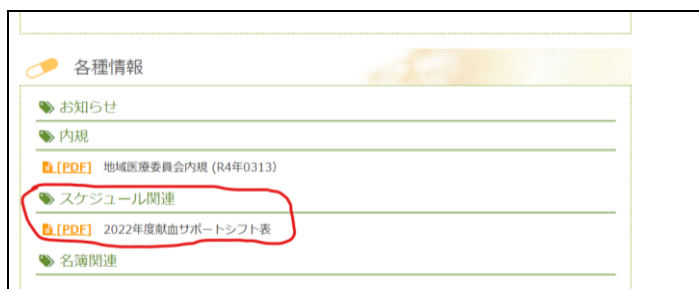 各種情報
お知らせ
内規
[PDF] 地域医療委員会内規 (R4年0313)
スケジュール関連
[PDF] 2022年度献血サポートシフト表
名簿関連